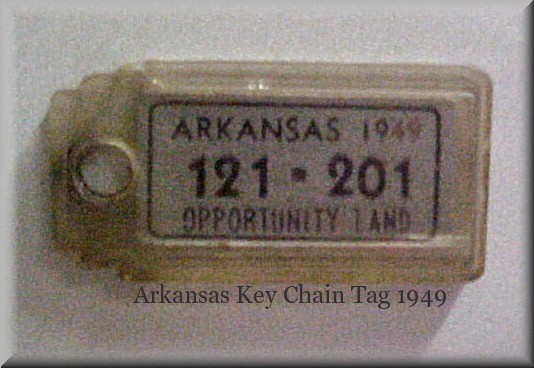 ARKANSAS 1949
121 · 201
OPPORTUNITY LAND
Arkansas Key Chain Tag 1949